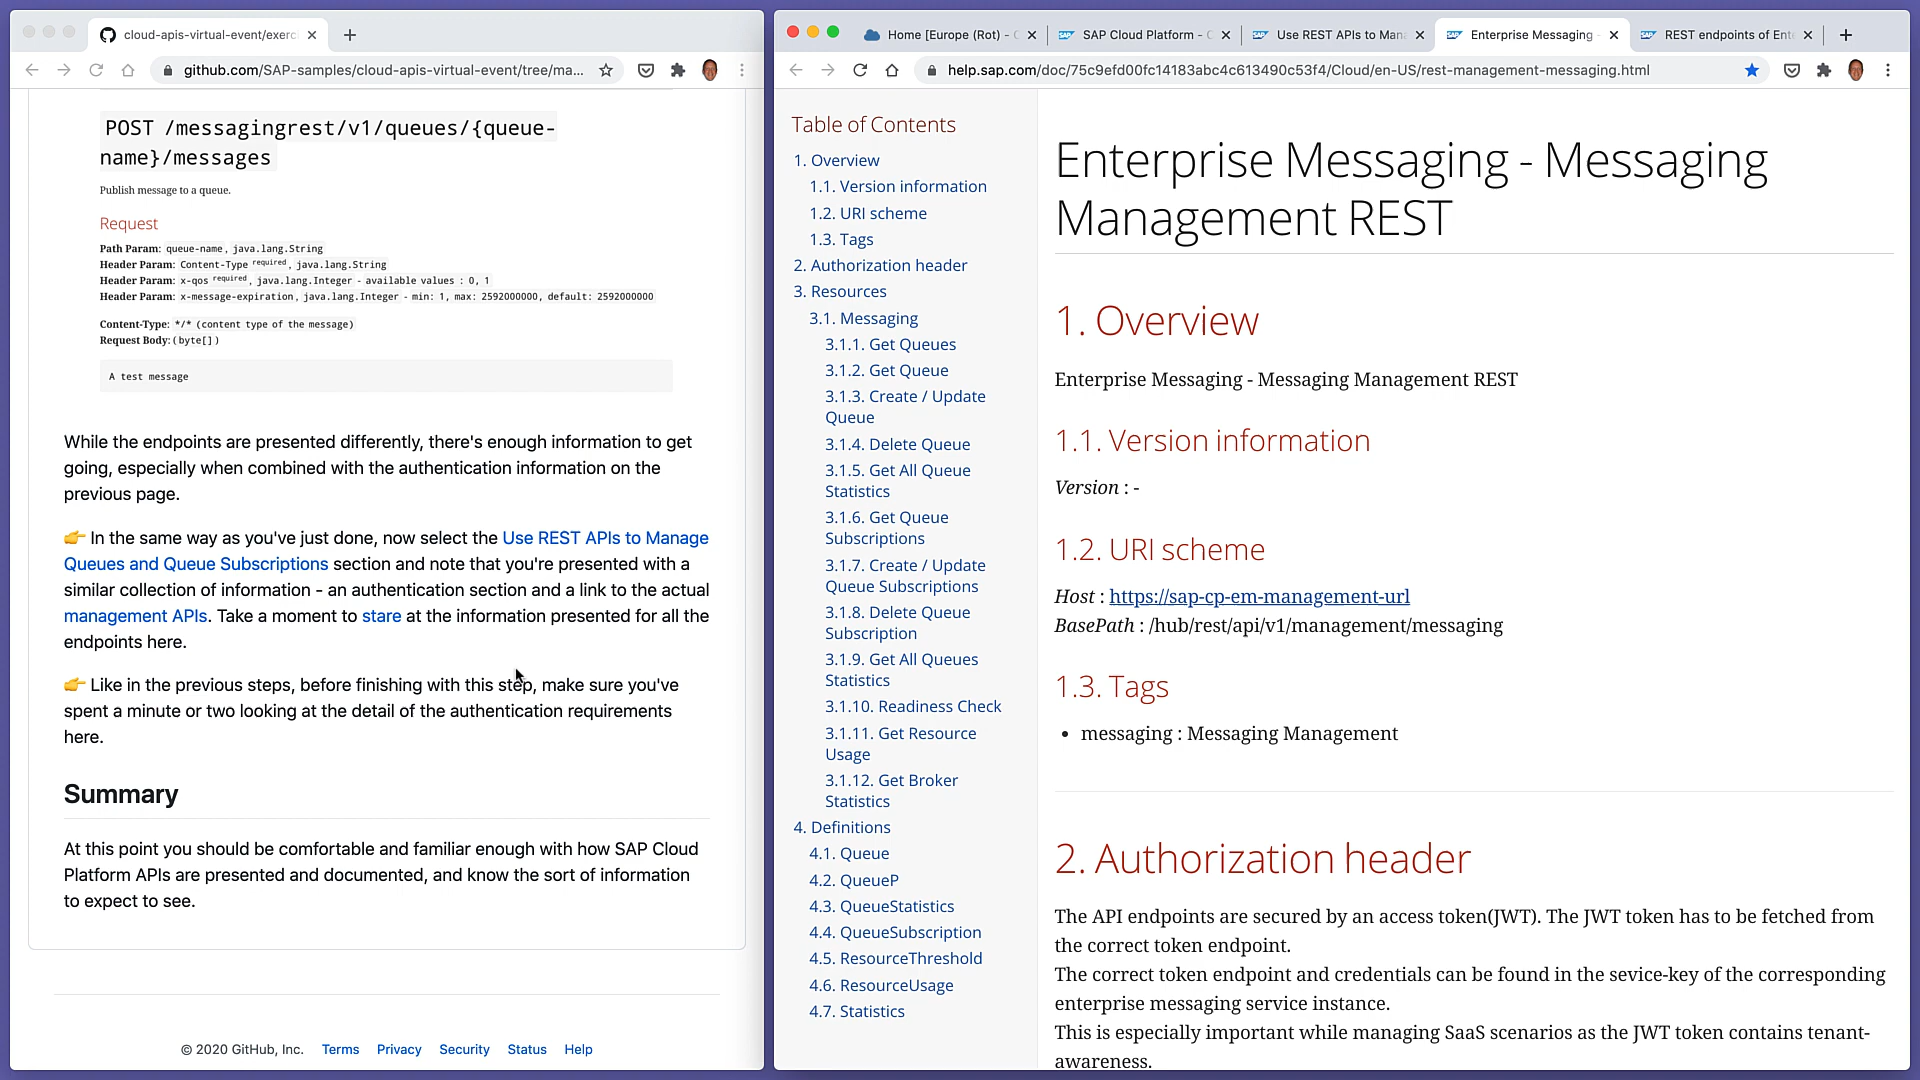 cloud-apis-virtual-event/exerc
github.com/SAP-samples/cloud-apis-virtual-event/tree/ma...
POST /messagingrest/v1/queues/{queue-
name}/messages
Publish message to a queue.
Request
Path Param: queue-name, java.lang.String
Header Param: Content-Type required, java.lang.String
Header Param: x-qos required, java.lang.Integer - available values : 0, 1
Header Param: x-message-expiration, java.lang.Integer - min: 1, max: 2592000000, default: 2592000000
Content-Type: */* (content type of the message)
Request Body: (byte[])
A test message
While the endpoints are presented differently, there's enough information to get
going, especially when combined with the authentication information on the
previous page.
👉 In the same way as you've just done, now select the Use REST APIs to Manage
Queues and Queue Subscriptions section and note that you're presented with a
similar collection of information - an authentication section and a link to the actual
management APIs. Take a moment to stare at the information presented for all the
endpoints here.
👉 Like in the previous steps, before finishing with this step, make sure you've
spent a minute or two looking at the detail of the authentication requirements
here.
Summary
At this point you should be comfortable and familiar enough with how SAP Cloud
Platform APIs are presented and documented, and know the sort of information
to expect to see.
© 2020 GitHub, Inc. Terms Privacy Security Status Help
Home [Europe (Rot) - C
SAP Cloud Platform - C
Use REST APIs to Mana
Enterprise Messaging -
REST endpoints of Ente
help.sap.com/doc/75c9efd00fc14183abc4c613490c53f4/Cloud/en-US/rest-management-messaging.html
Table of Contents
1. Overview
1.1. Version information
1.2. URI scheme
1.3. Tags
2. Authorization header
3. Resources
3.1. Messaging
3.1.1. Get Queues
3.1.2. Get Queue
3.1.3. Create / Update
Queue
3.1.4. Delete Queue
3.1.5. Get All Queue
Statistics
3.1.6. Get Queue
Subscriptions
3.1.7. Create / Update
Queue Subscriptions
3.1.8. Delete Queue
Subscription
3.1.9. Get All Queues
Statistics
3.1.10. Readiness Check
3.1.11. Get Resource
Usage
3.1.12. Get Broker
Statistics
4. Definitions
4.1. Queue
4.2. QueueP
4.3. QueueStatistics
4.4. QueueSubscription
4.5. ResourceThreshold
4.6. ResourceUsage
4.7. Statistics
Enterprise Messaging - Messaging
Management REST
1. Overview
Enterprise Messaging - Messaging Management REST
1.1. Version information
Version : -
1.2. URI scheme
Host : https://sap-cp-em-management-url
BasePath : /hub/rest/api/v1/management/messaging
1.3. Tags
• messaging : Messaging Management
2. Authorization header
The API endpoints are secured by an access token(JWT). The JWT token has to be fetched from
the correct token endpoint.
The correct token endpoint and credentials can be found in the sevice-key of the corresponding
enterprise messaging service instance.
This is especially important while managing SaaS scenarios as the JWT token contains tenant-
awareness.